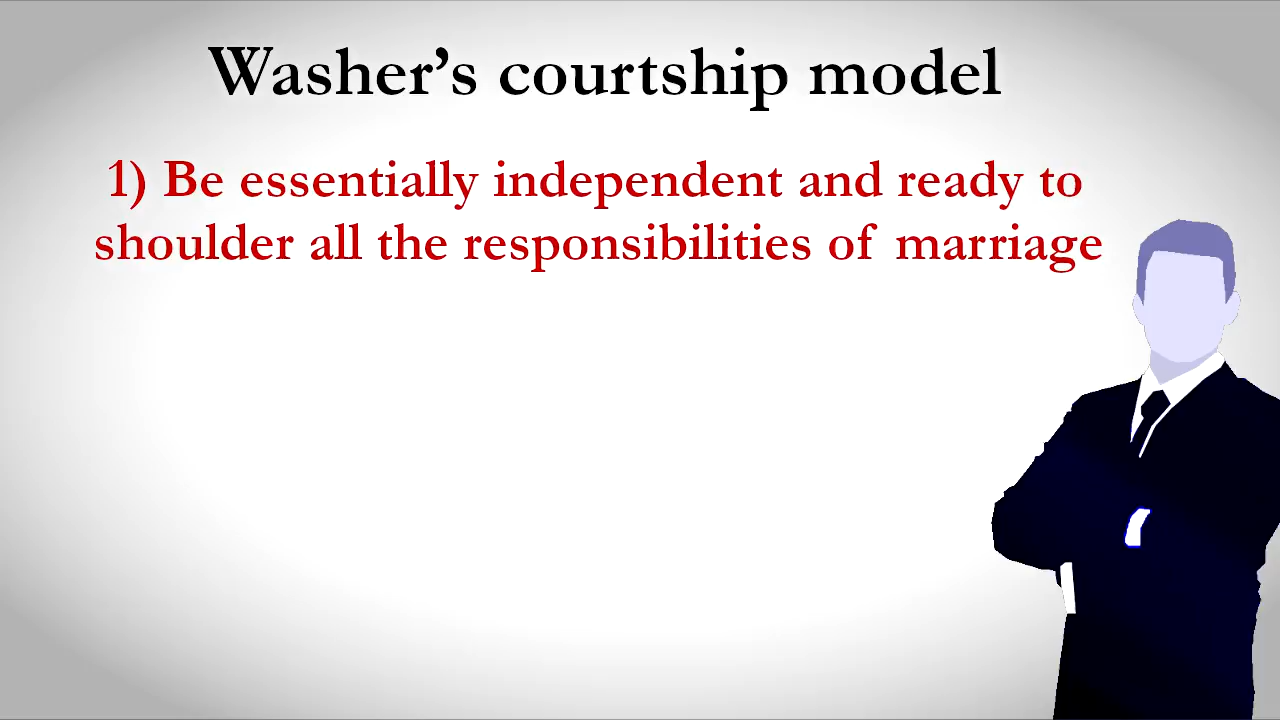 Washer’s courtship model
1) Be essentially independent and ready to
shoulder all the responsibilities of marriage